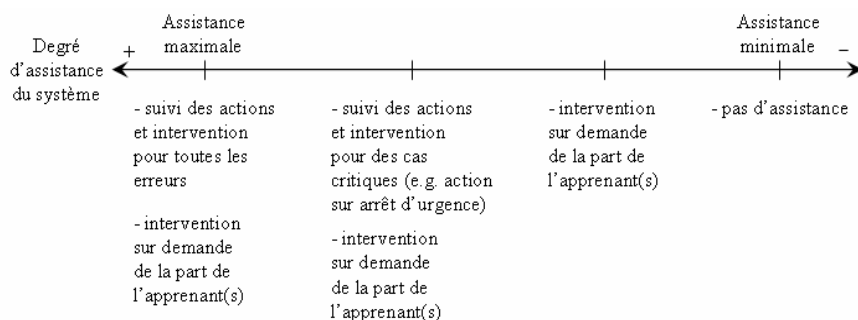 Degré
d'assistance
du système
+
Assistance
maximale
Assistance
minimale
–
- suivi des actions
et intervention
pour toutes les
erreurs
- intervention
sur demande
de la part de
l'apprenant(s)
- suivi des actions
et intervention
pour des cas
critiques (e.g. action
sur arrêt d'urgence)
- intervention
sur demande
de la part de
l'apprenant(s)
- intervention
sur demande
de la part de
l'apprenant(s)
- pas d'assistance